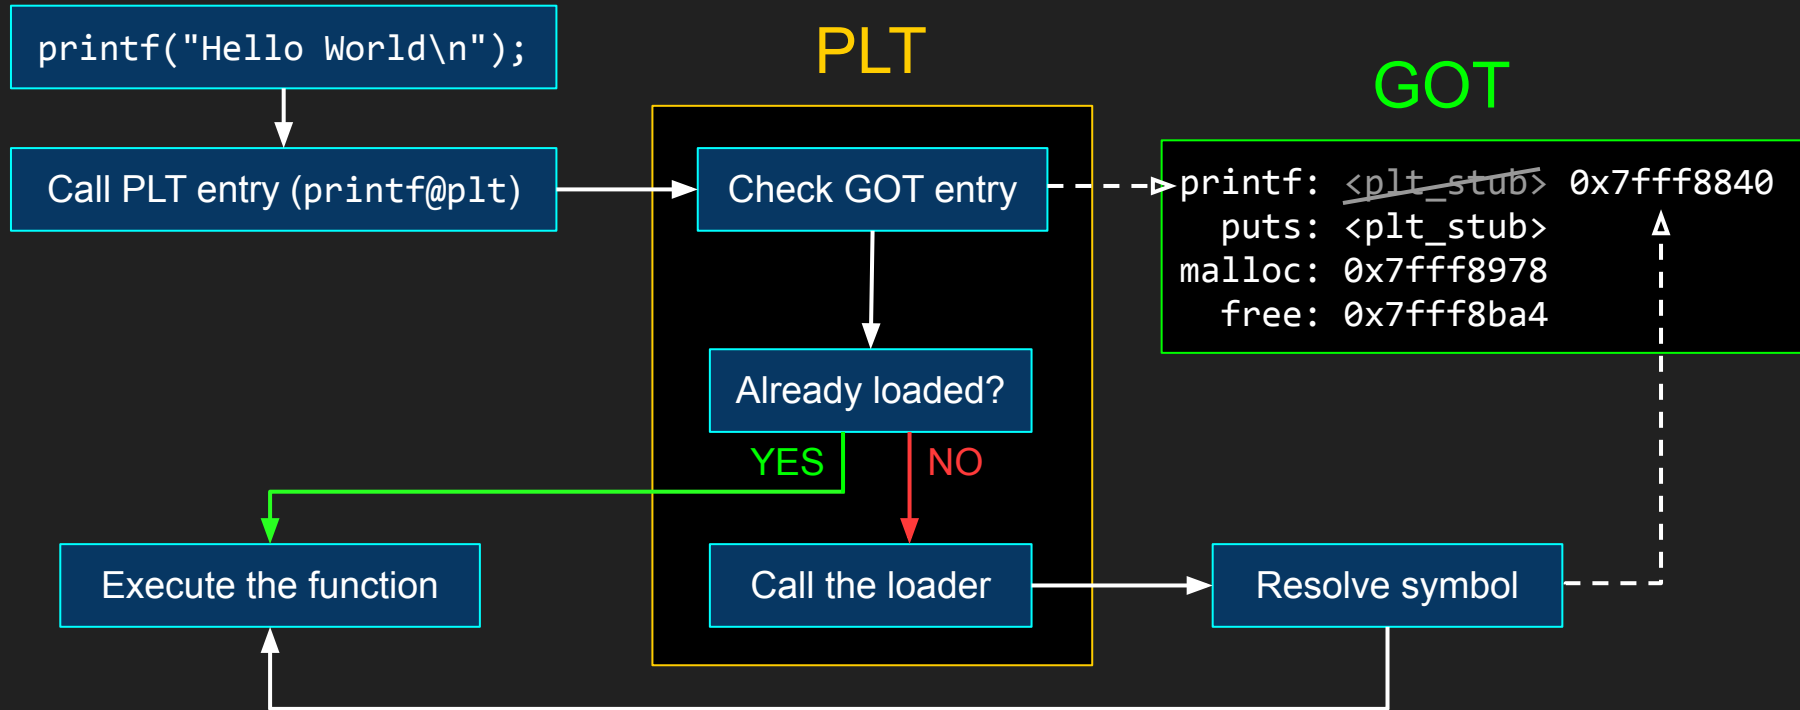 printf("Hello World\n");
PLT
GOT
Call PLT entry (printf@plt)
Check GOT entry
printf: <plt_stub> 0x7fff8840
puts: <plt_stub>
malloc: 0x7fff8978
free: 0x7fff8ba4
Already loaded?
YES
NO
Execute the function
Call the loader
Resolve symbol